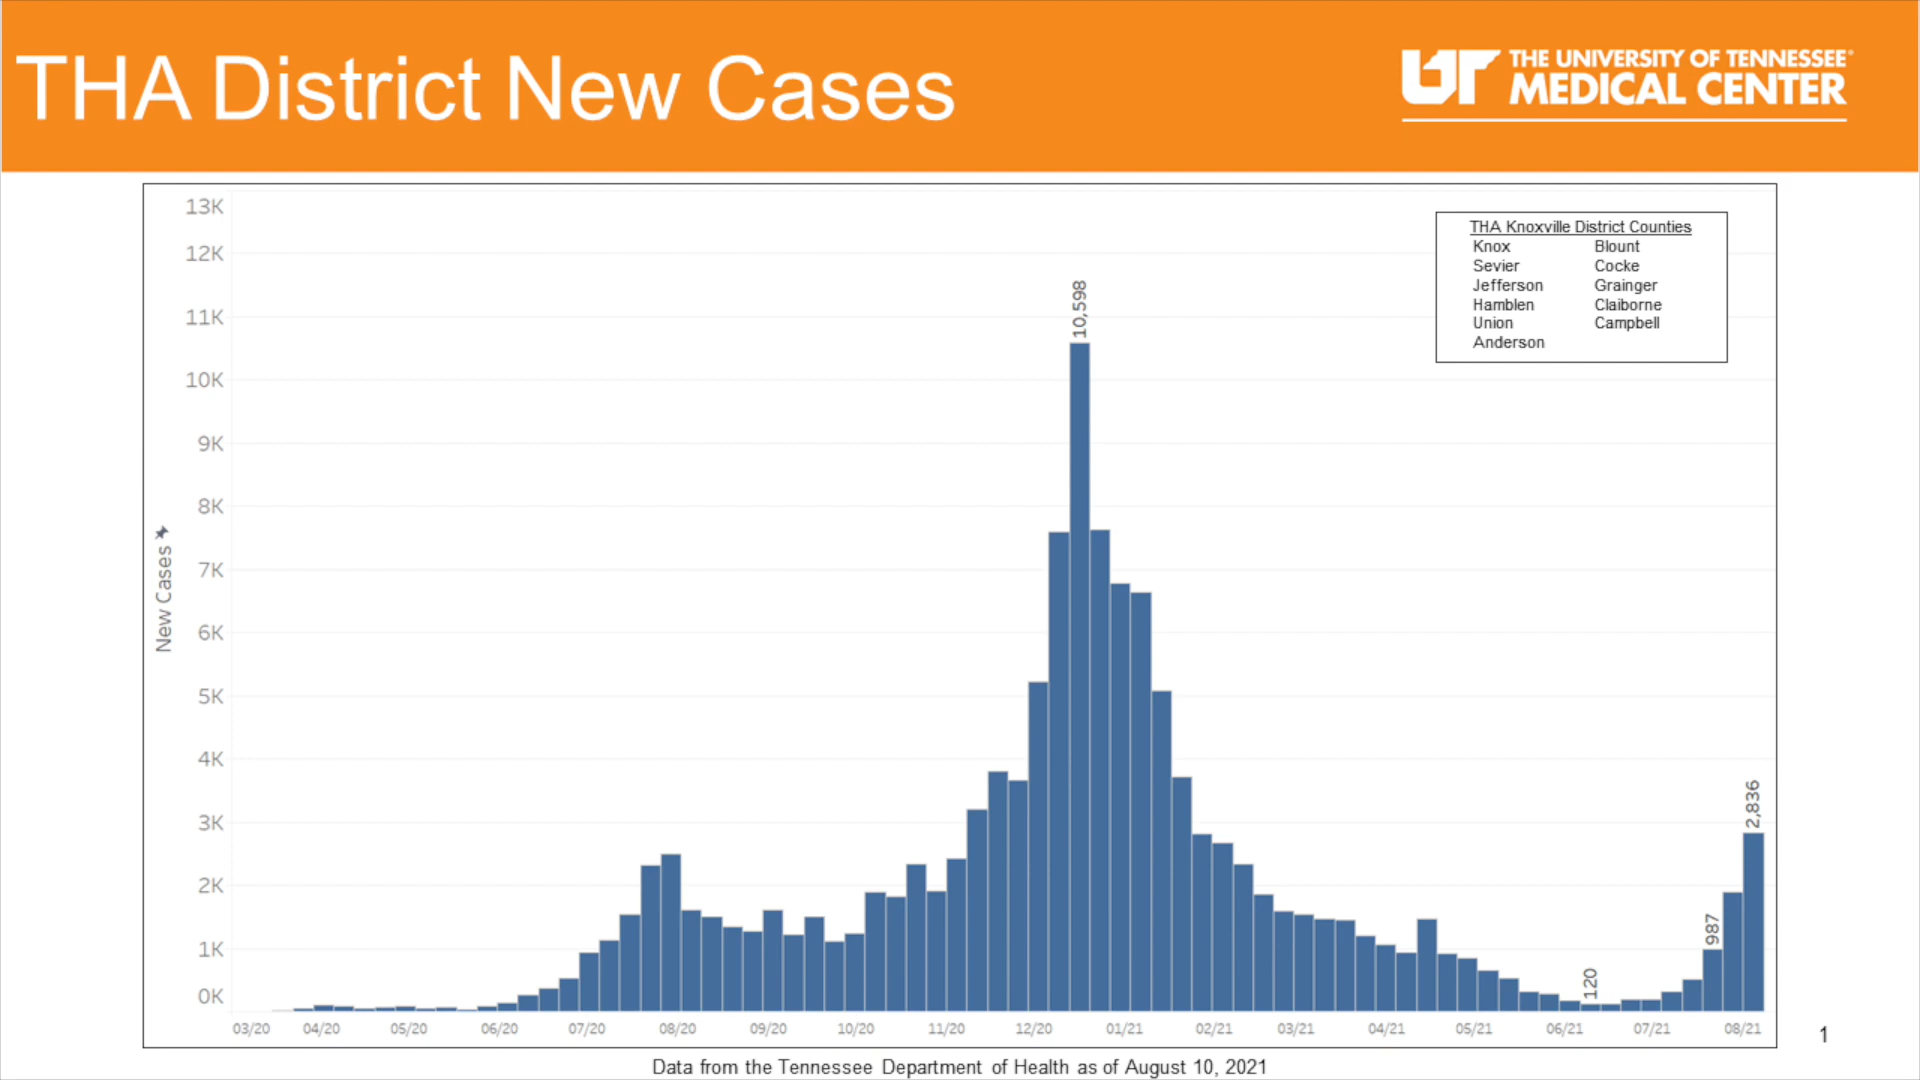 THA District New Cases
UT THE UNIVERSITY OF TENNESSEE
MEDICAL CENTER
13K
12K
11K
10K
9K
8K
7K
6K
5K
4K
3K
2K
1K
0K
New Cases
10,598
120
987
2,836
THA Knoxville District Counties
Knox Blount
Sevier Cocke
Jefferson Grainger
Hamblen Claiborne
Union Campbell
Anderson
03/20 04/20 05/20 06/20 07/20 08/20 09/20 10/20 11/20 12/20 01/21 02/21 03/21 04/21 05/21 06/21 07/21 08/21
1
Data from the Tennessee Department of Health as of August 10, 2021